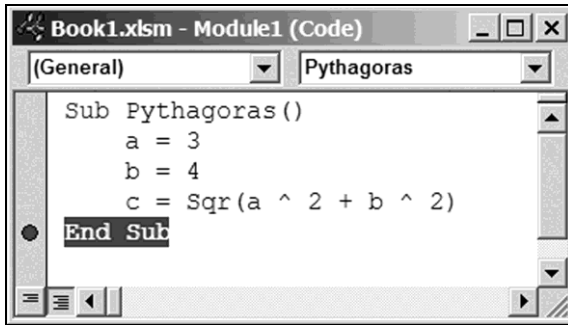 Book1.xlsm - Module1 (Code)
(General) Pythagoras
Sub Pythagoras()
    a = 3
    b = 4
    c = Sqr(a ^ 2 + b ^ 2)
End Sub